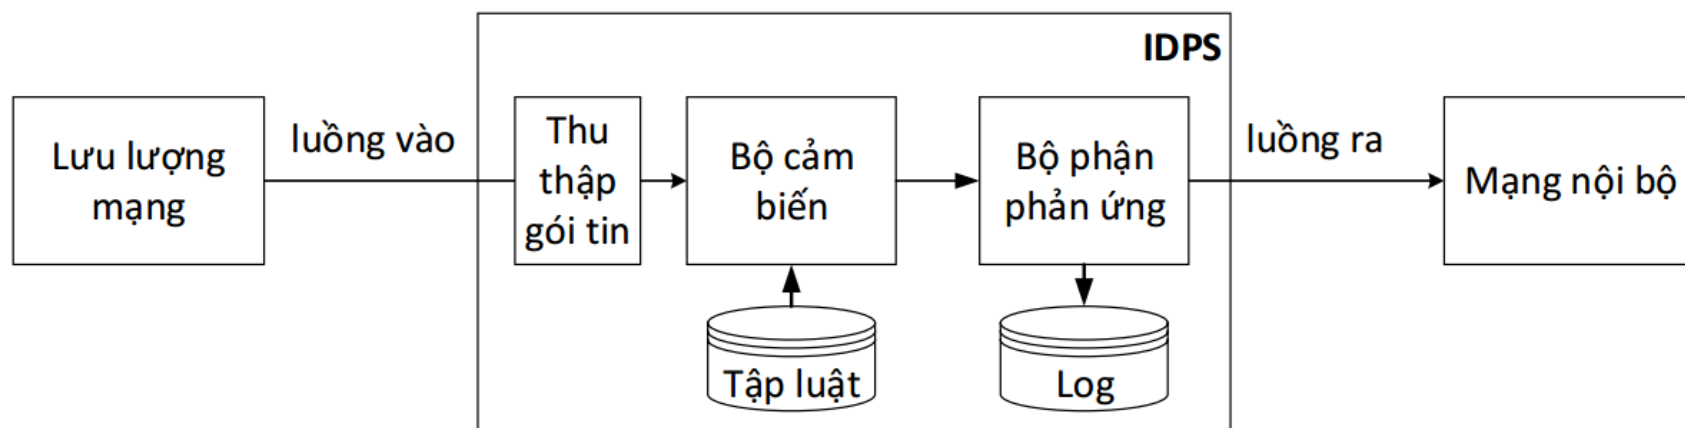 IDPS
Lưu lượng
mạng
luồng vào
Thu
thập
gói tin
Bộ cảm
biến
Bộ phận
phản ứng
luồng ra
Mạng nội bộ
Tập luật
Log